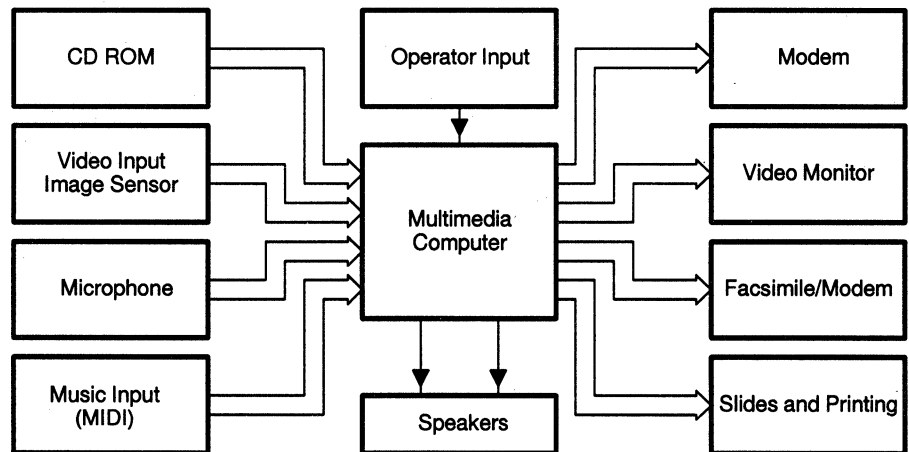 CD ROM
Operator Input
Modem
Video Input
Image Sensor
Video Monitor
Multimedia
Computer
Microphone
Facsimile/Modem
Music Input
(MIDI)
Speakers
Slides and Printing